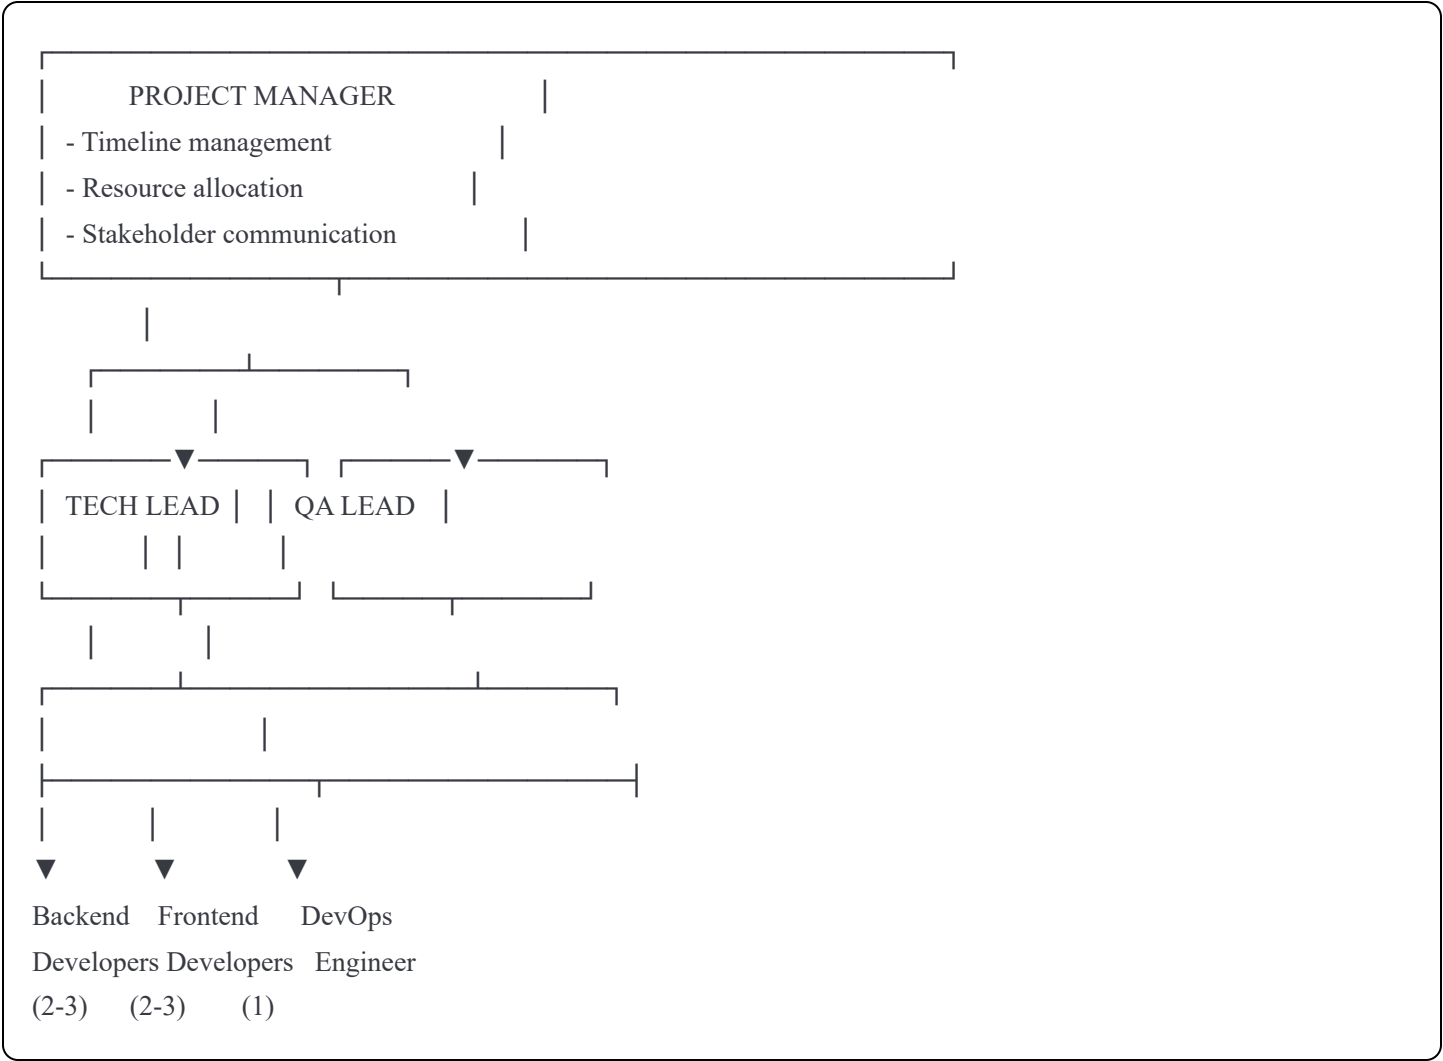 PROJECT MANAGER
- Timeline management
- Resource allocation
- Stakeholder communication
TECH LEAD QA LEAD
Backend Frontend DevOps
Developers Developers Engineer
(2-3) (2-3) (1)